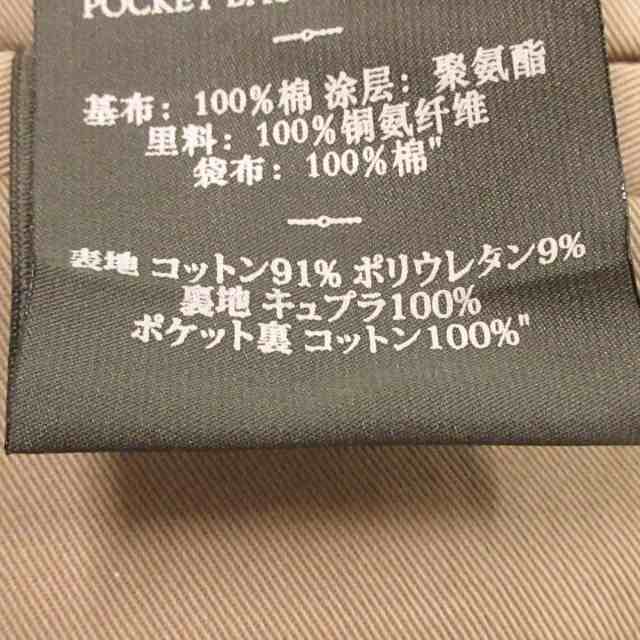 POCKET BAG
基布: 100%棉 涂层: 聚氨酯
里料: 100%铜氨纤维
袋布: 100%棉"
表地 コットン91% ポリウレタン9%
裏地 キュプラ100%
ポケット裏 コットン100%"